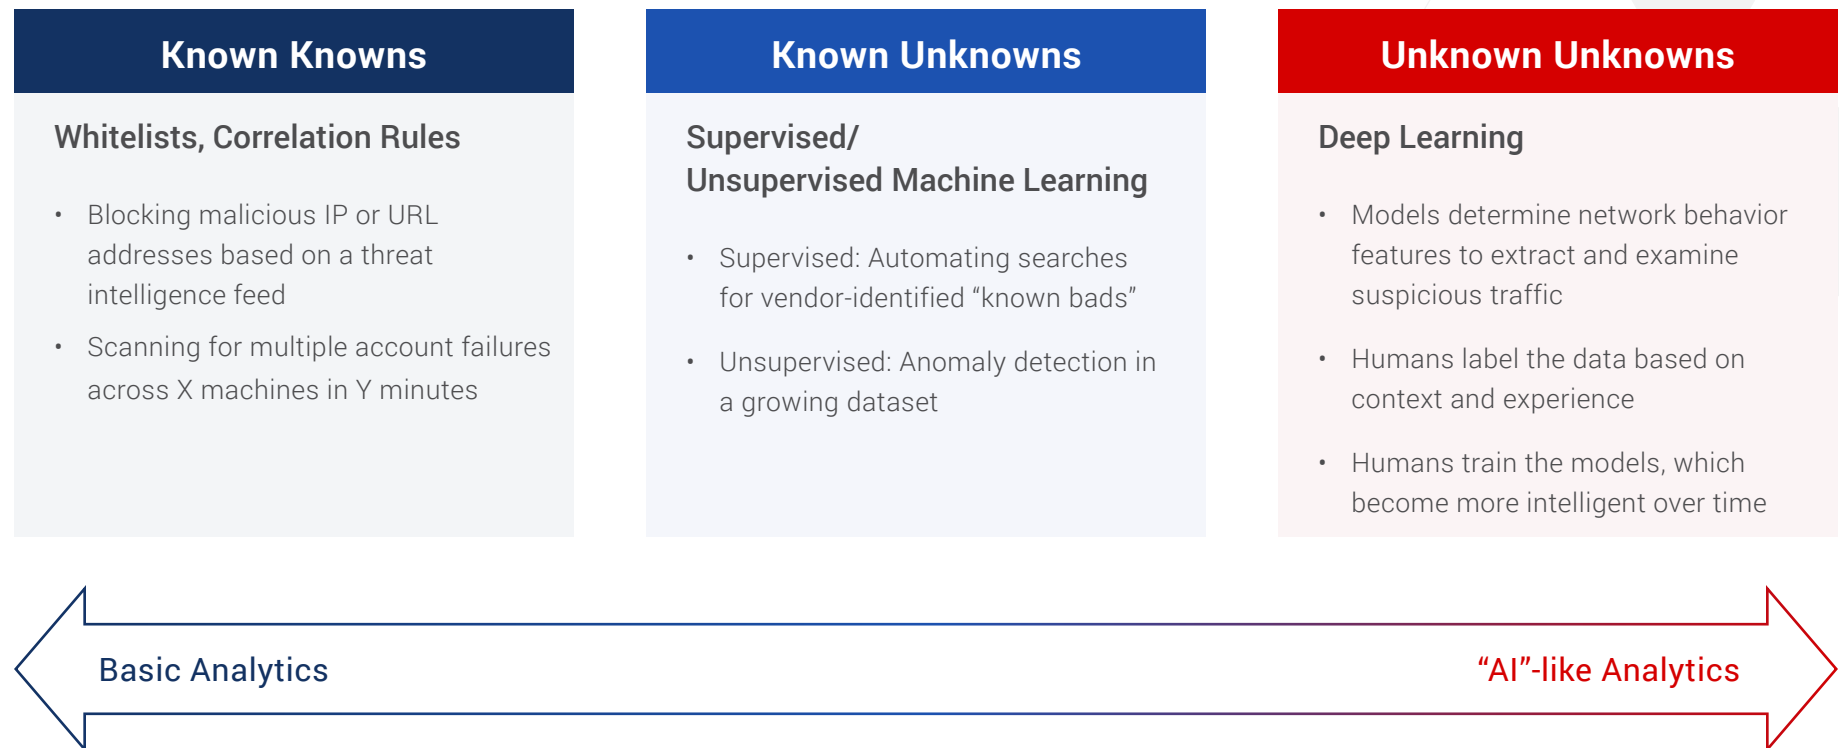 Known Knowns
Whitelists, Correlation Rules
• Blocking malicious IP or URL
addresses based on a threat
intelligence feed
• Scanning for multiple account failures
across X machines in Y minutes
Known Unknowns
Supervised/
Unsupervised Machine Learning
• Supervised: Automating searches
for vendor-identified “known bads”
• Unsupervised: Anomaly detection in
a growing dataset
Unknown Unknowns
Deep Learning
• Models determine network behavior
features to extract and examine
suspicious traffic
• Humans label the data based on
context and experience
• Humans train the models, which
become more intelligent over time
Basic Analytics
“AI”-like Analytics